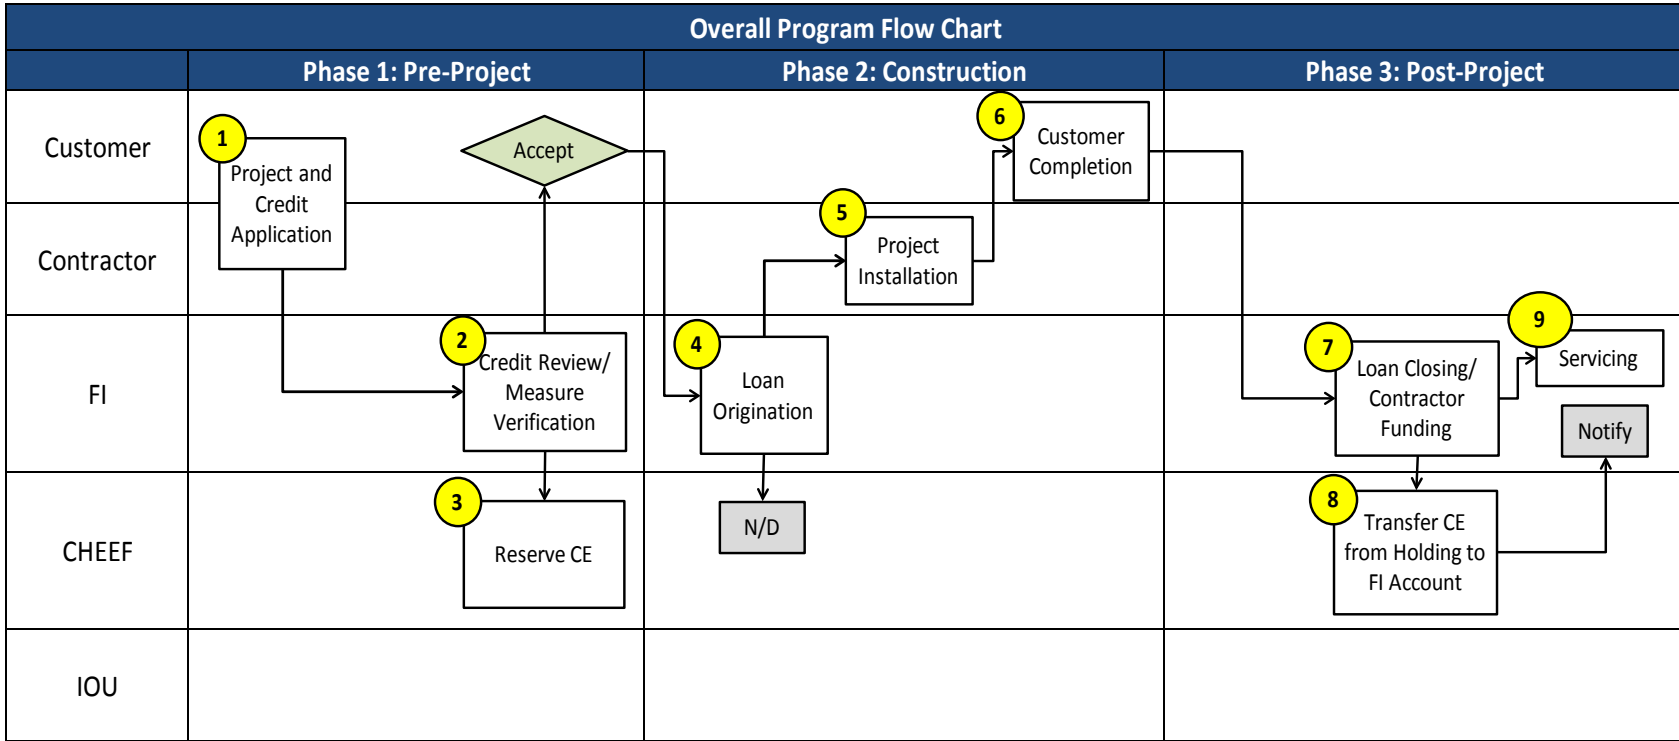 Overall Program Flow Chart
Phase 1: Pre-Project
Phase 2: Construction
Phase 3: Post-Project
Customer
1
Project and
Credit
Application
Accept
6
Customer
Completion
Contractor
5
Project
Installation
FI
2
Credit Review/
Measure
Verification
4
Loan
Origination
7
Loan Closing/
Contractor
Funding
9
Servicing
Notify
CHEEF
3
Reserve CE
N/D
8
Transfer CE
from Holding to
FI Account
IOU